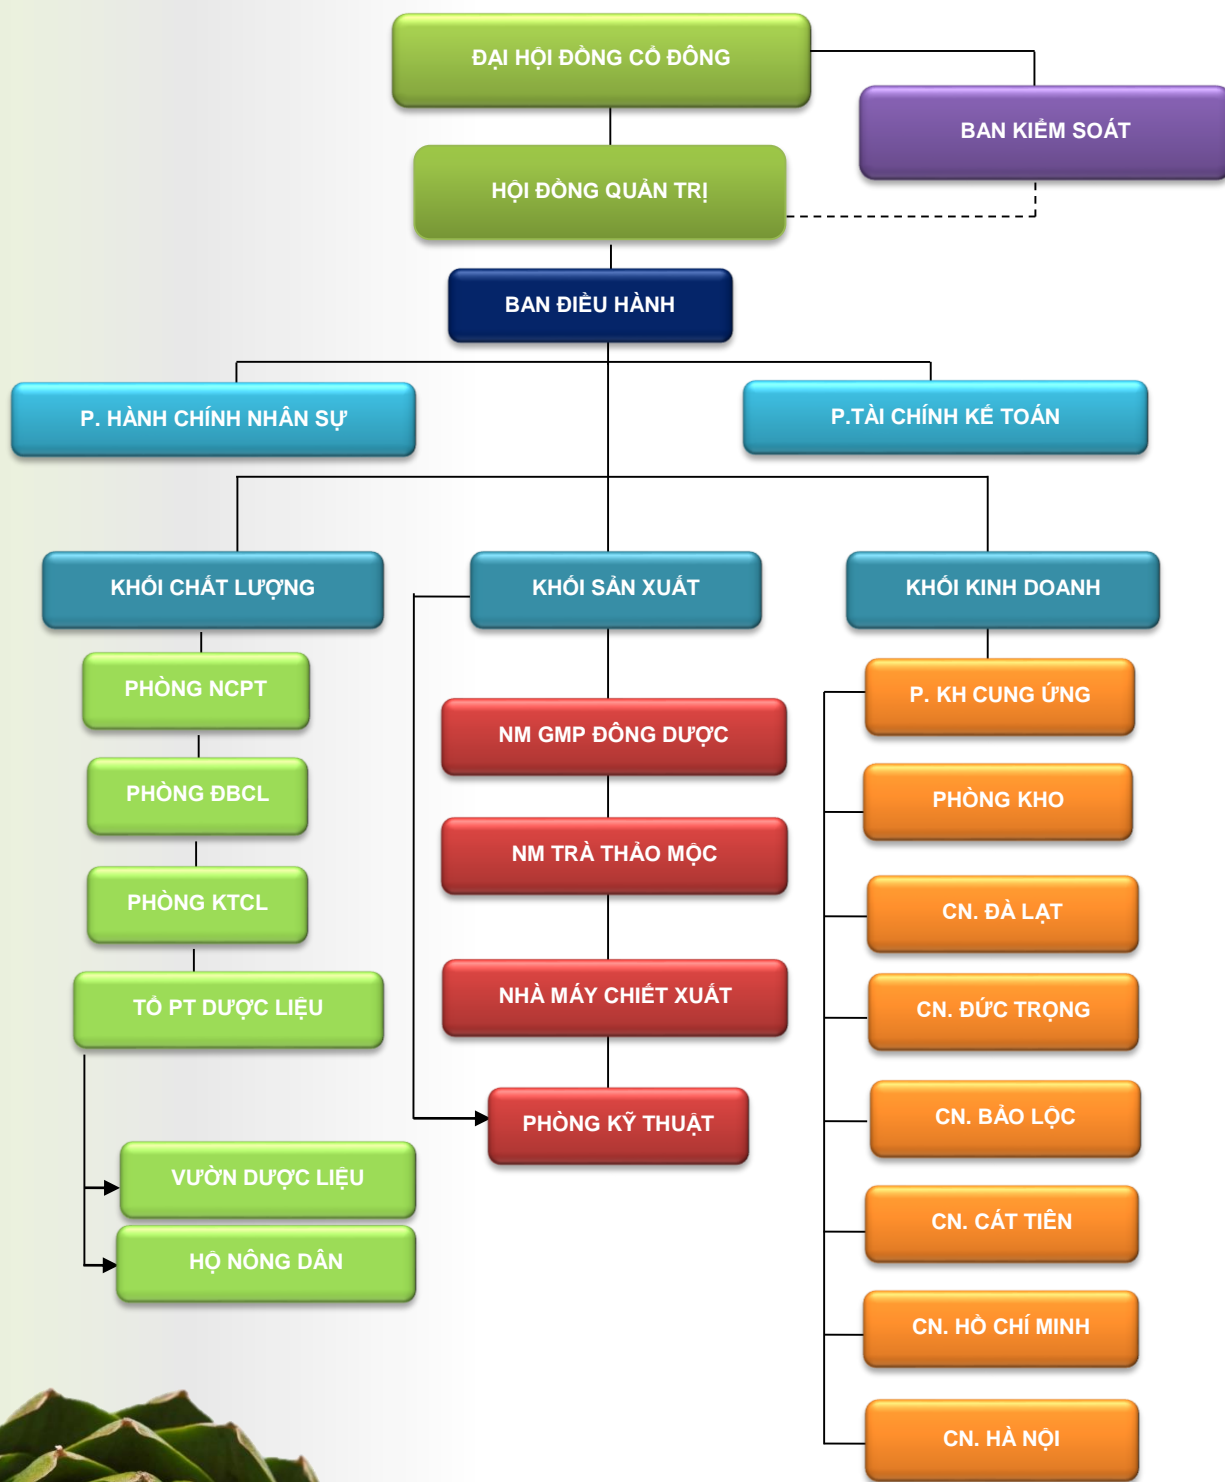 ĐẠI HỘI ĐỒNG CỔ ĐÔNG
BAN KIỂM SOÁT
HỘI ĐỒNG QUẢN TRỊ
BAN ĐIỀU HÀNH
P. HÀNH CHÍNH NHÂN SỰ
P.TÀI CHÍNH KẾ TOÁN
KHỐI CHẤT LƯỢNG
KHỐI SẢN XUẤT
KHỐI KINH DOANH
PHÒNG NCPT
PHÒNG ĐBCL
PHÒNG KTCL
TỔ PT DƯỢC LIỆU
VƯỜN DƯỢC LIỆU
HỘ NÔNG DÂN
NM GMP ĐÔNG DƯỢC
NM TRÀ THẢO MỘC
NHÀ MÁY CHIẾT XUẤT
PHÒNG KỸ THUẬT
P. KH CUNG ỨNG
PHÒNG KHO
CN. ĐÀ LẠT
CN. ĐỨC TRỌNG
CN. BẢO LỘC
CN. CÁT TIÊN
CN. HỒ CHÍ MINH
CN. HÀ NỘI